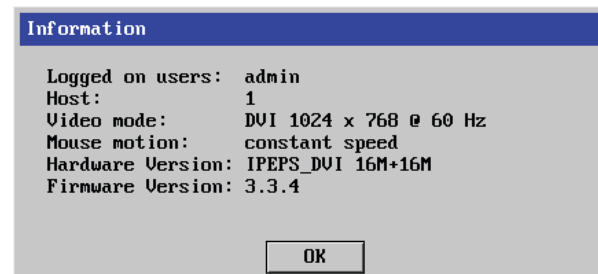 Information
Logged on users: admin
Host: 1
Video mode: DVI 1024 x 768 @ 60 Hz
Mouse motion: constant speed
Hardware Version: IPEPS_DVI 16M+16M
Firmware Version: 3.3.4
OK